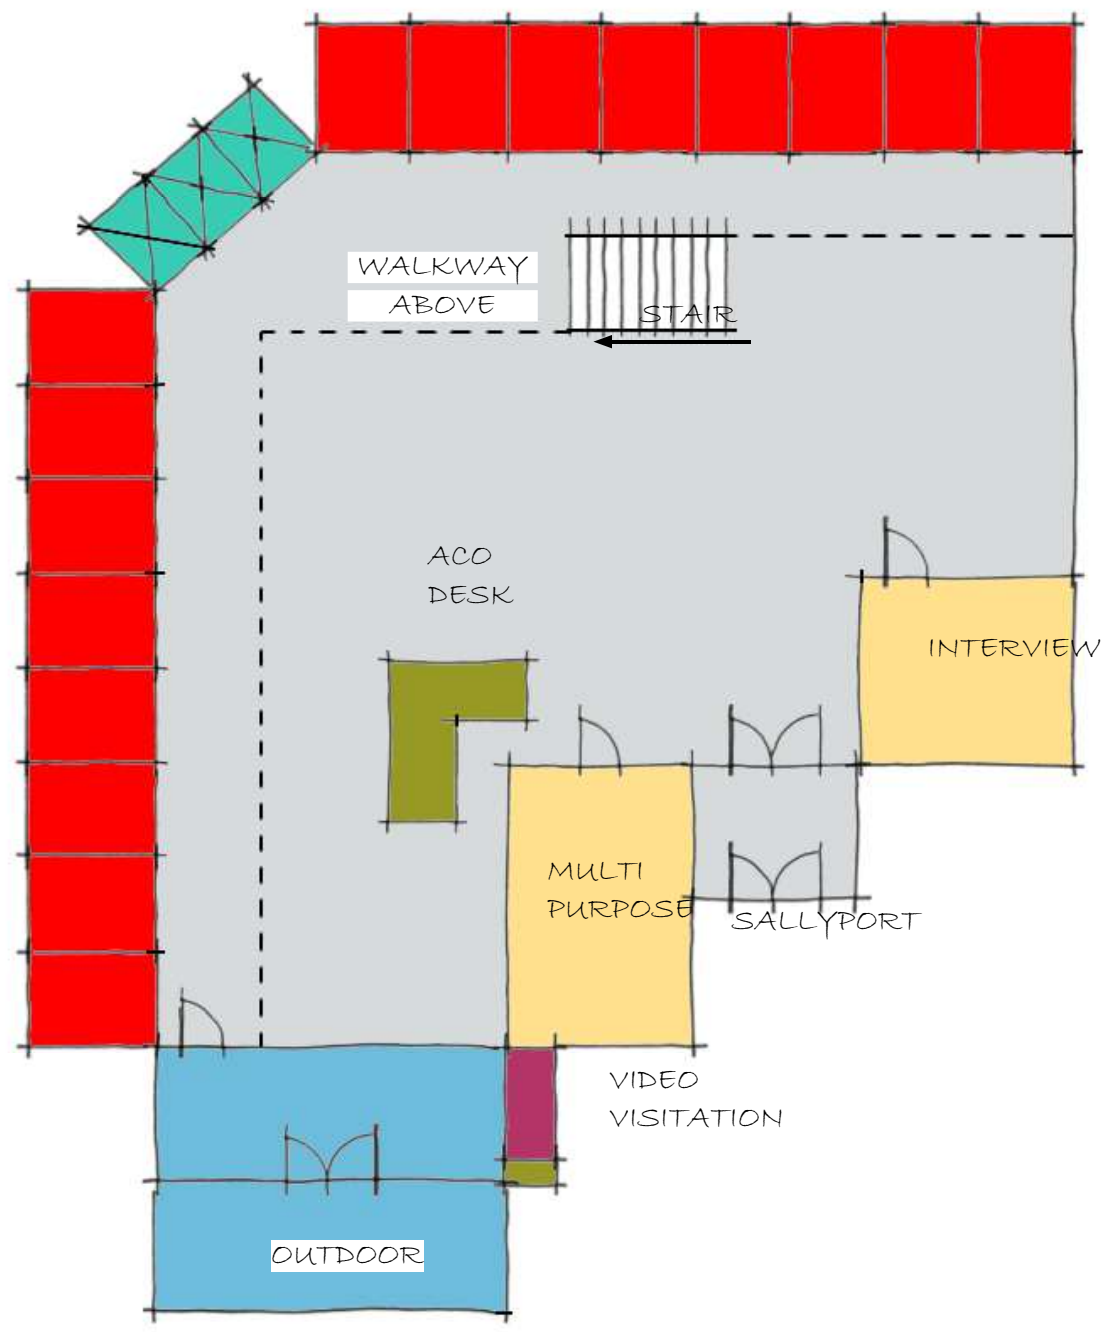 WALKWAY
ABOVE
STAIR
ACO
DESK
INTERVIEW
MULTI
PURPOSE
SALLYPORT
VIDEO
VISITATION
OUTDOOR